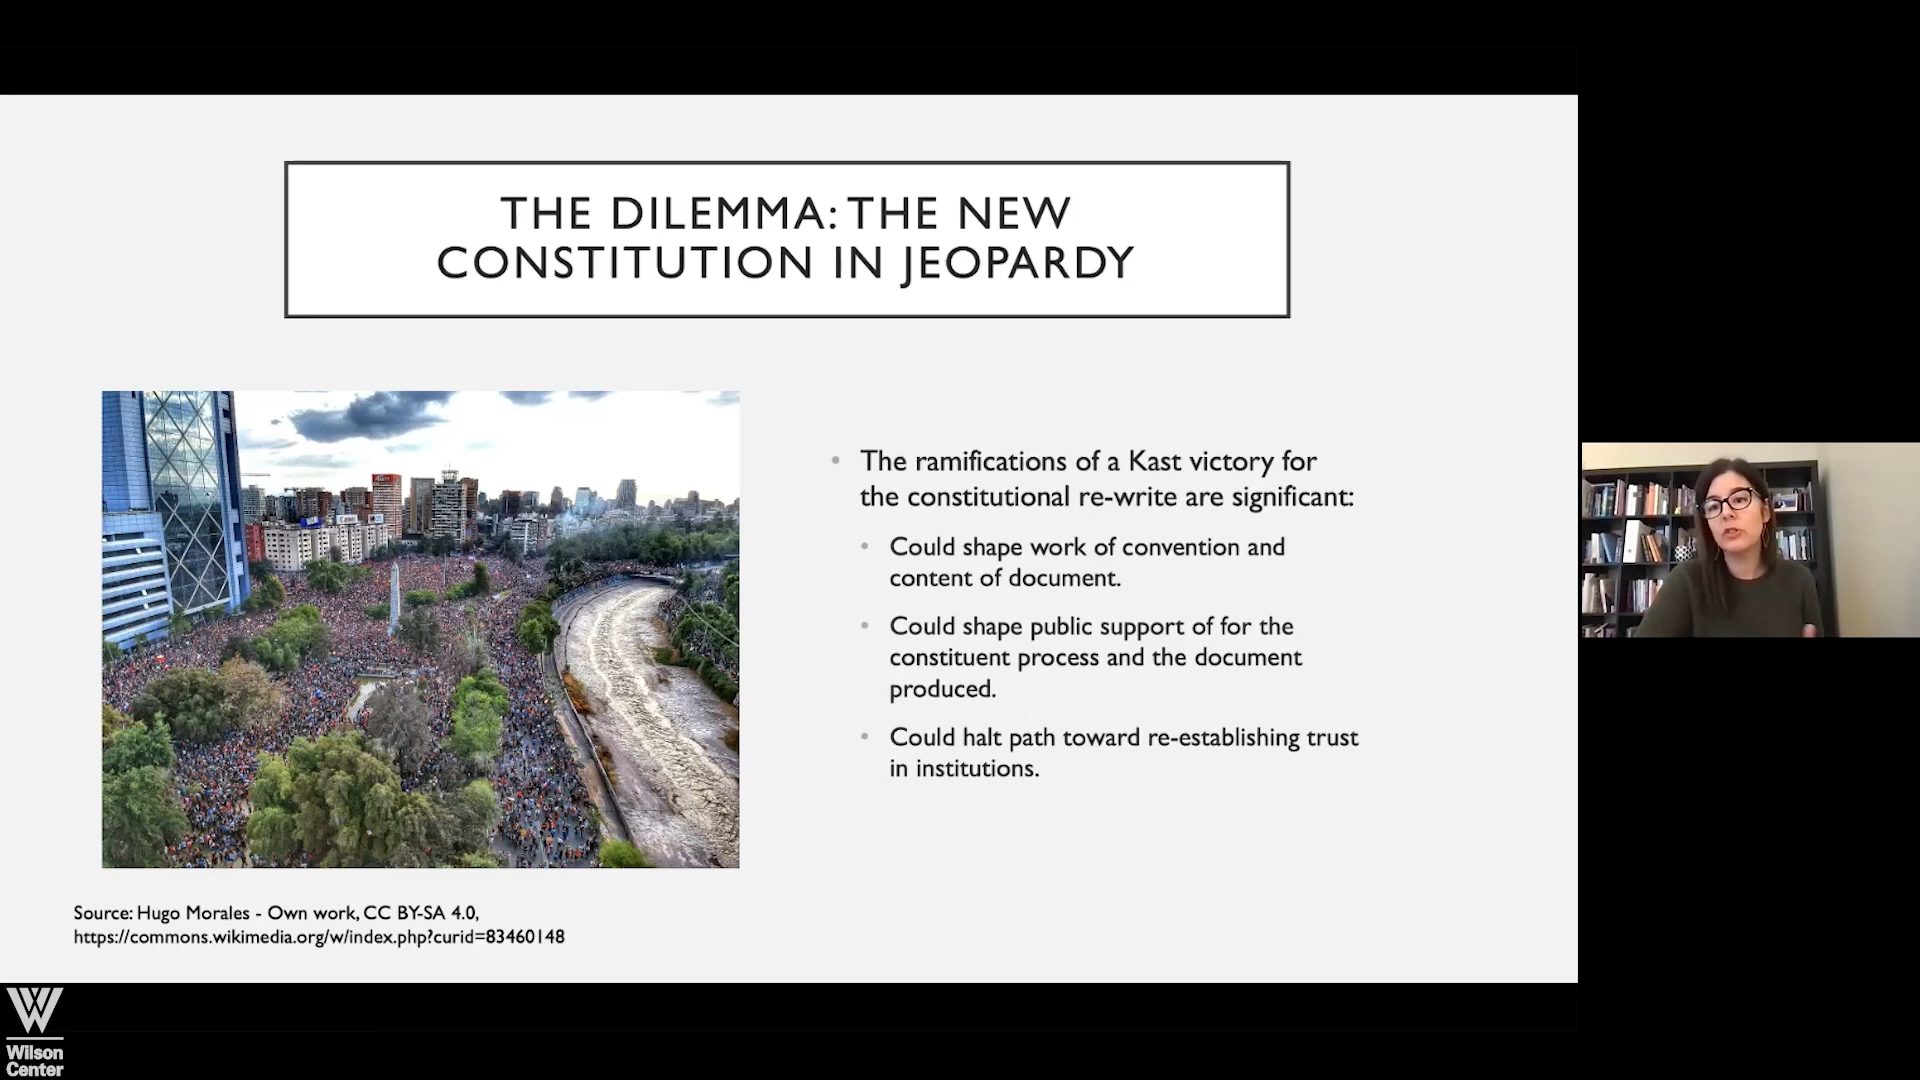 THE DILEMMA: THE NEW
CONSTITUTION IN JEOPARDY
The ramifications of a Kast victory for
the constitutional re-write are significant:
Could shape work of convention and
content of document.
Could shape public support of for the
constituent process and the document
produced.
Could halt path toward re-establishing trust
in institutions.
Source: Hugo Morales - Own work, CC BY-SA 4.0,
https://commons.wikimedia.org/w/index.php?curid=83460148
Wilson
Center